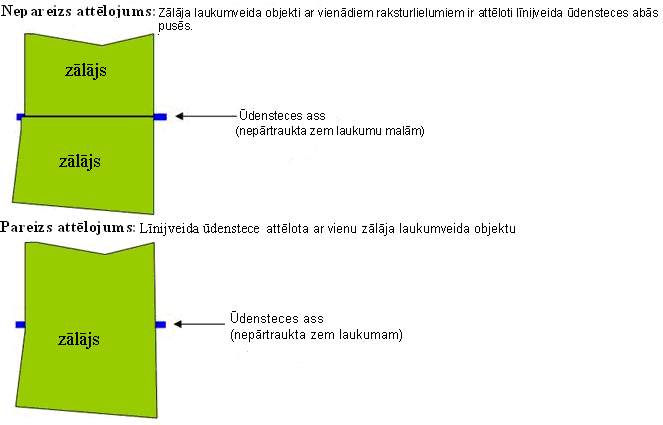 Nepareizs attēlojums: Zālāja laukumveida objekti ar vienādiem raksturlielumiem ir attēloti līnijveida ūdensteces abās
pusēs.
zālājs
Ūdensteces ass
(nepārtraukta zem laukumu malām)
zālājs
Pareizs attēlojums: Līnijveida ūdenstece attēlota ar vienu zālāja laukumveida objektu
Ūdensteces ass
(nepārtraukta zem laukumam)
zālājs